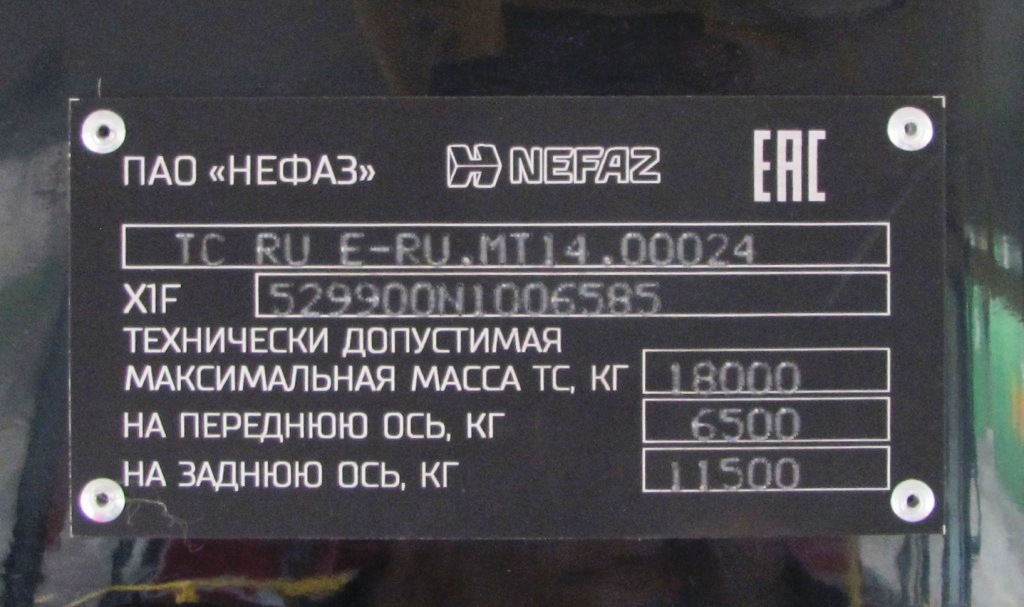 ПАО «НЕФАЗ» NEFAZ EAC
TC RU E-RU.MT14.00024
X1F 529900N1006585
ТЕХНИЧЕСКИ ДОПУСТИМАЯ
МАКСИМАЛЬНАЯ МАССА ТС, КГ 18000
НА ПЕРЕДНЮЮ ОСЬ, КГ 6500
НА ЗАДНЮЮ ОСЬ, КГ 11500